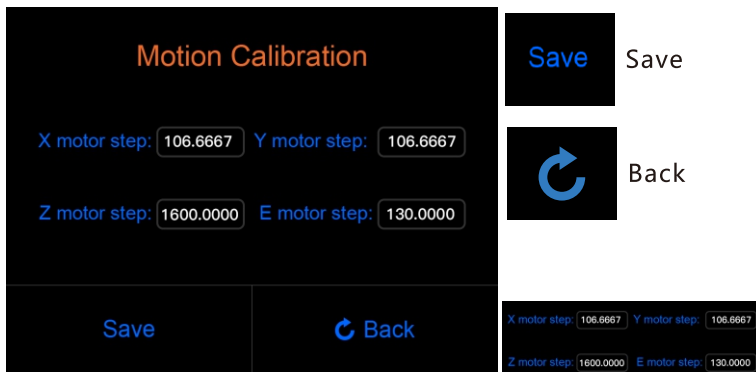 Motion Calibration
X motor step: 106.6667 Y motor step: 106.6667
Z motor step: 1600.0000 E motor step: 130.0000
Save Back
Save Save
Back
X motor step: 106.6667 Y motor step: 106.6667
Z motor step: 1600.0000 E motor step: 130.0000